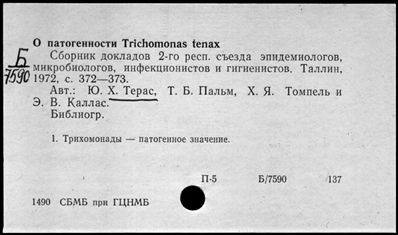 О патогенности Trichomonas tenax
Б
7590
Сборник докладов 2-го респ. съезда эпидемиологов,
микробиологов, инфекционистов и гигиенистов. Таллин,
1972, с. 372—373.
Авт.: Ю. Х. Терас, Т. Б. Пальм, Х. Я. Томпель и
Э. В. Каллас.
Библиогр.
1. Трихомонады — патогенное значение.
П-5 Б/7590 /137
1490 СБМБ при ГЦНМБ